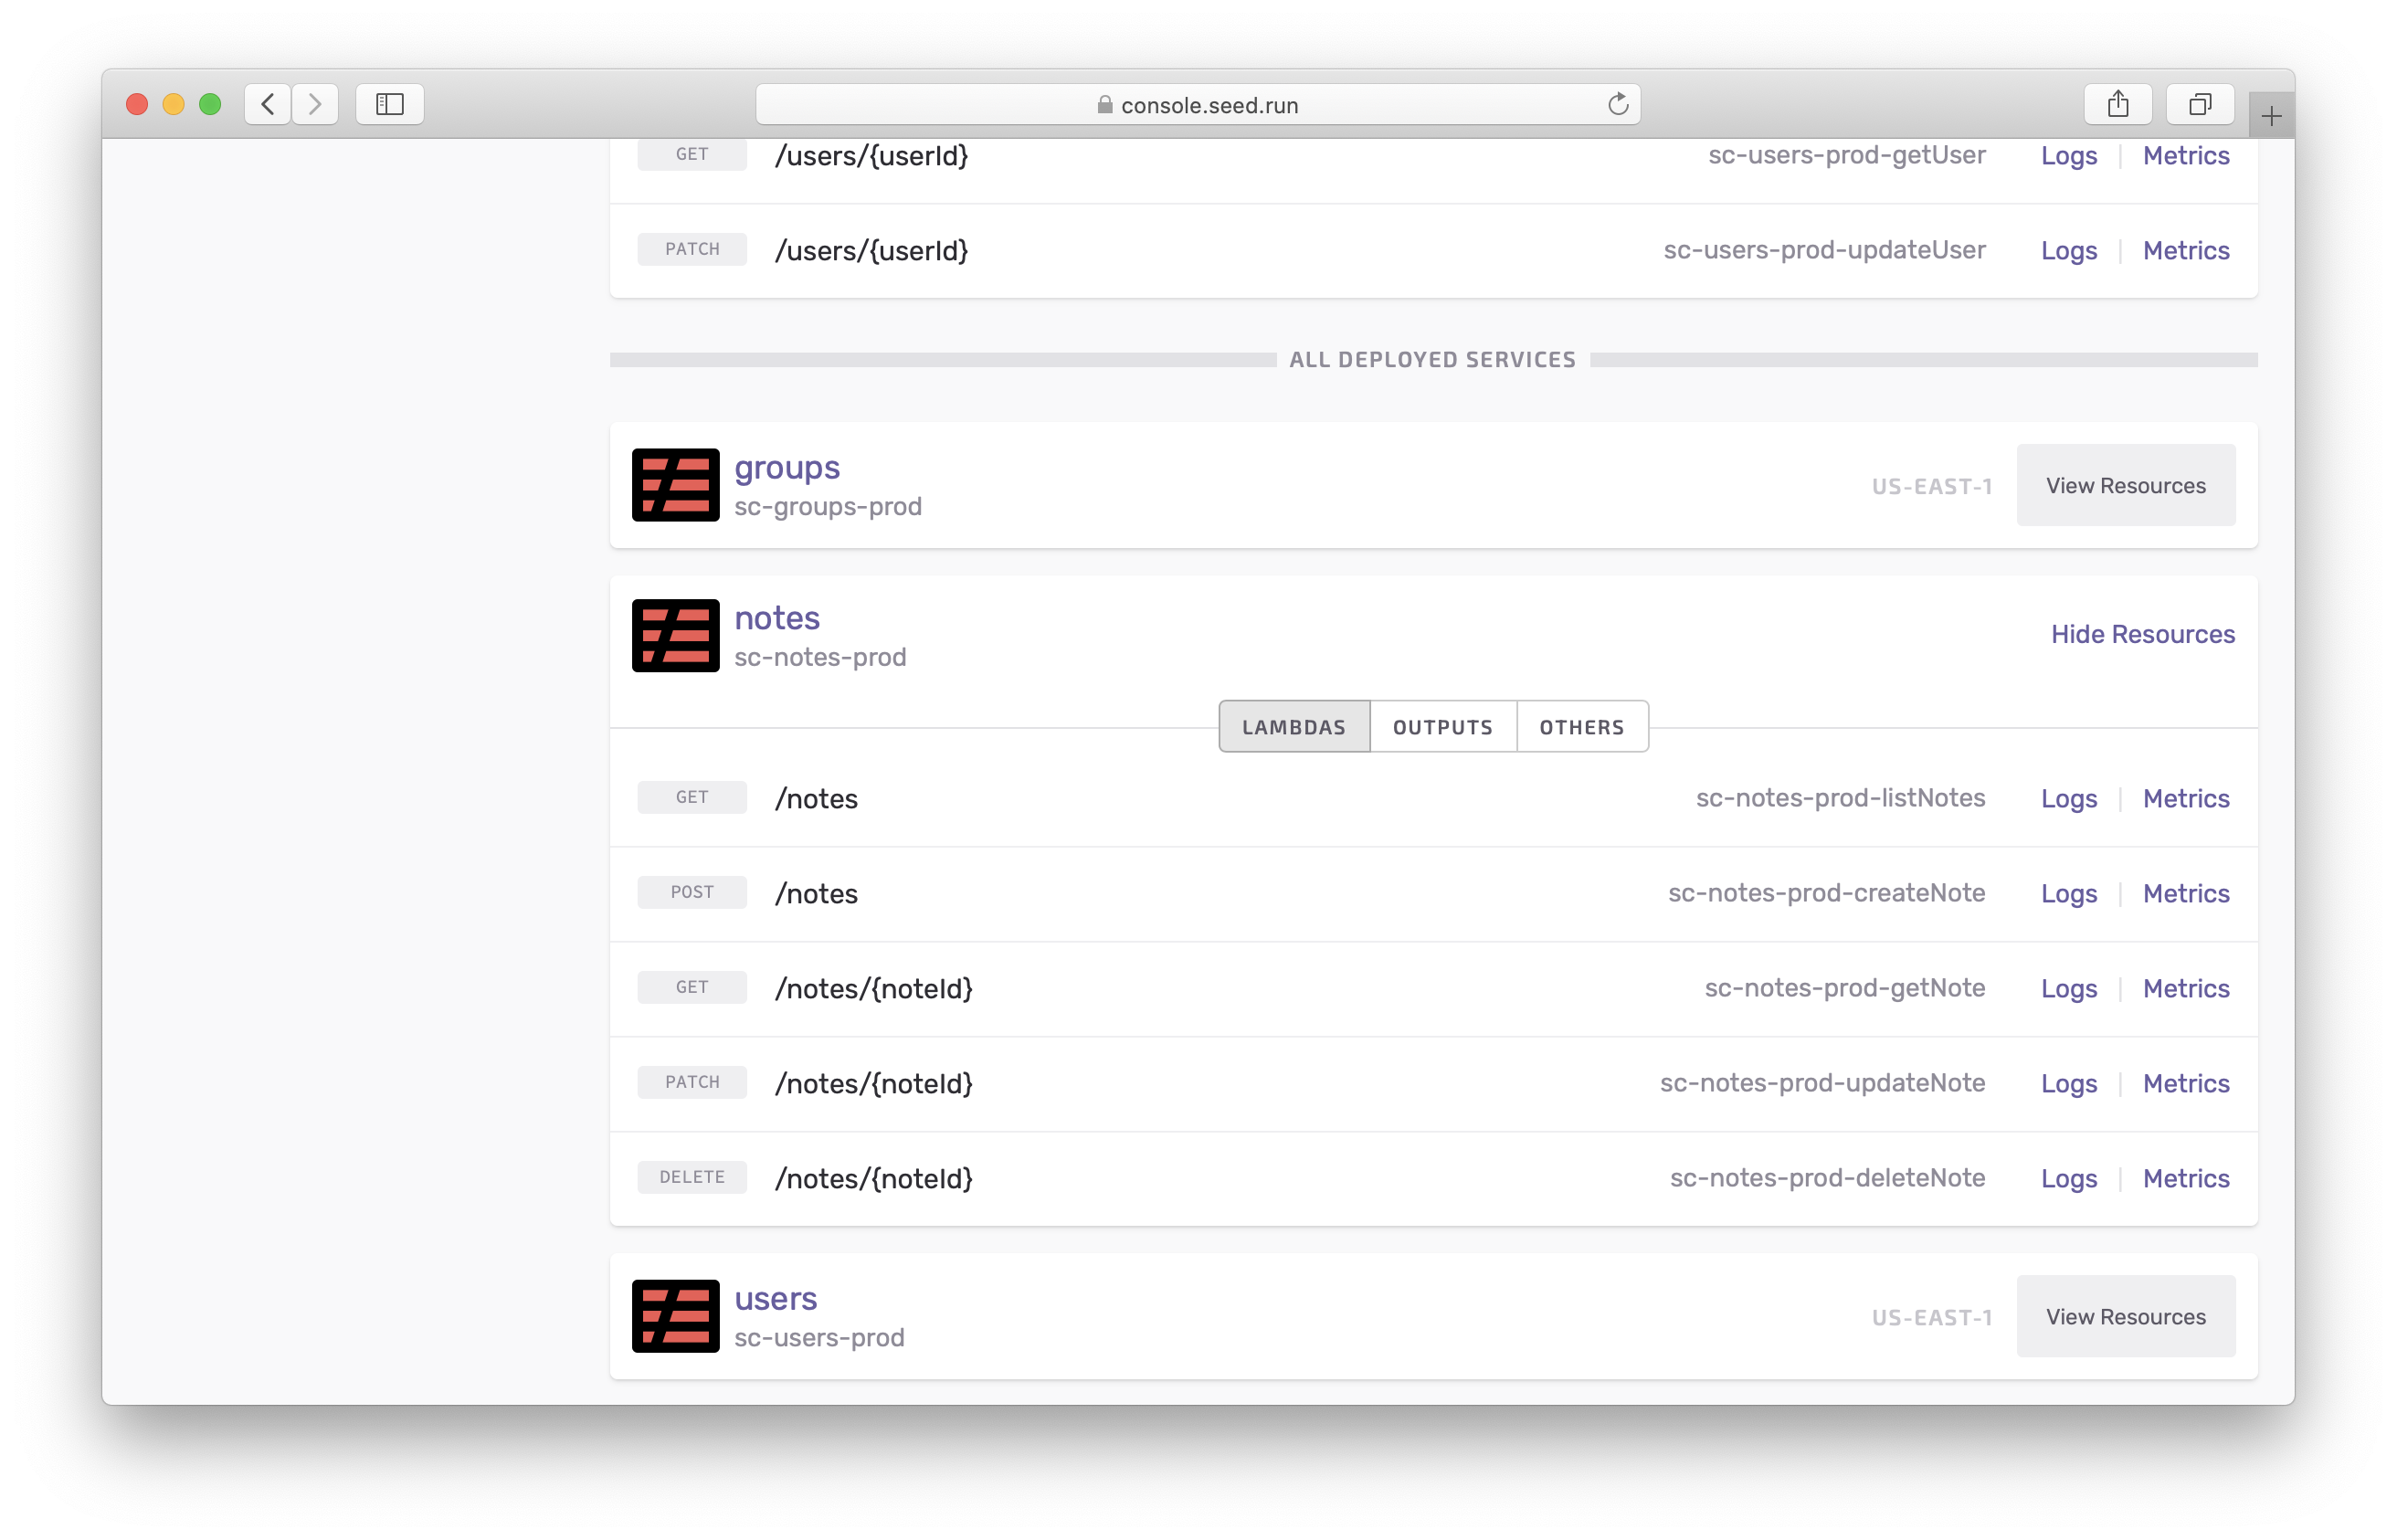 console.seed.run
GET /users/{userId} sc-users-prod-getUser Logs Metrics
PATCH /users/{userId} sc-users-prod-updateUser Logs Metrics
ALL DEPLOYED SERVICES
groups
sc-groups-prod
US-EAST-1 View Resources
notes
sc-notes-prod
Hide Resources
LAMBDAS OUTPUTS OTHERS
GET /notes sc-notes-prod-listNotes Logs Metrics
POST /notes sc-notes-prod-createNote Logs Metrics
GET /notes/{noteId} sc-notes-prod-getNote Logs Metrics
PATCH /notes/{noteId} sc-notes-prod-updateNote Logs Metrics
DELETE /notes/{noteId} sc-notes-prod-deleteNote Logs Metrics
users
sc-users-prod
US-EAST-1 View Resources